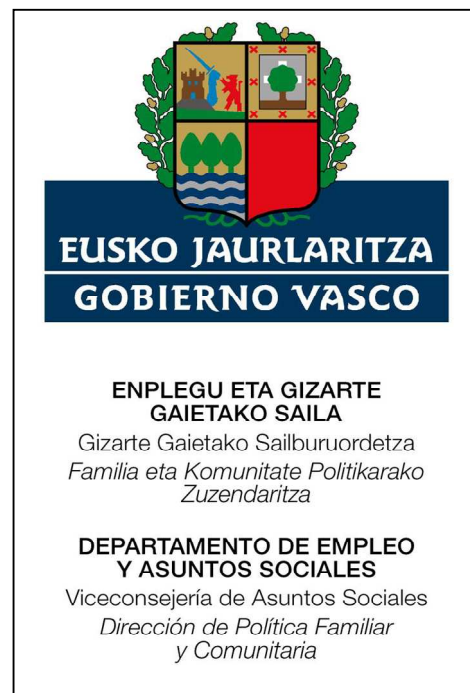 EUSKO JAURLARITZA
GOBIERNO VASCO
ENPLEGU ETA GIZARTE
GAIETAKO SAILA
Gizarte Gaietako Sailburuordetza
Familia eta Komunitate Politikarako
Zuzendaritza
DEPARTAMENTO DE EMPLEO
Y ASUNTOS SOCIALES
Viceconsejería de Asuntos Sociales
Dirección de Política Familiar
y Comunitaria